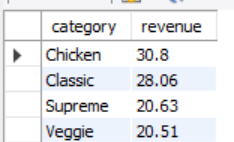 category revenue
Chicken 30.8
Classic 28.06
Supreme 20.63
Veggie 20.51